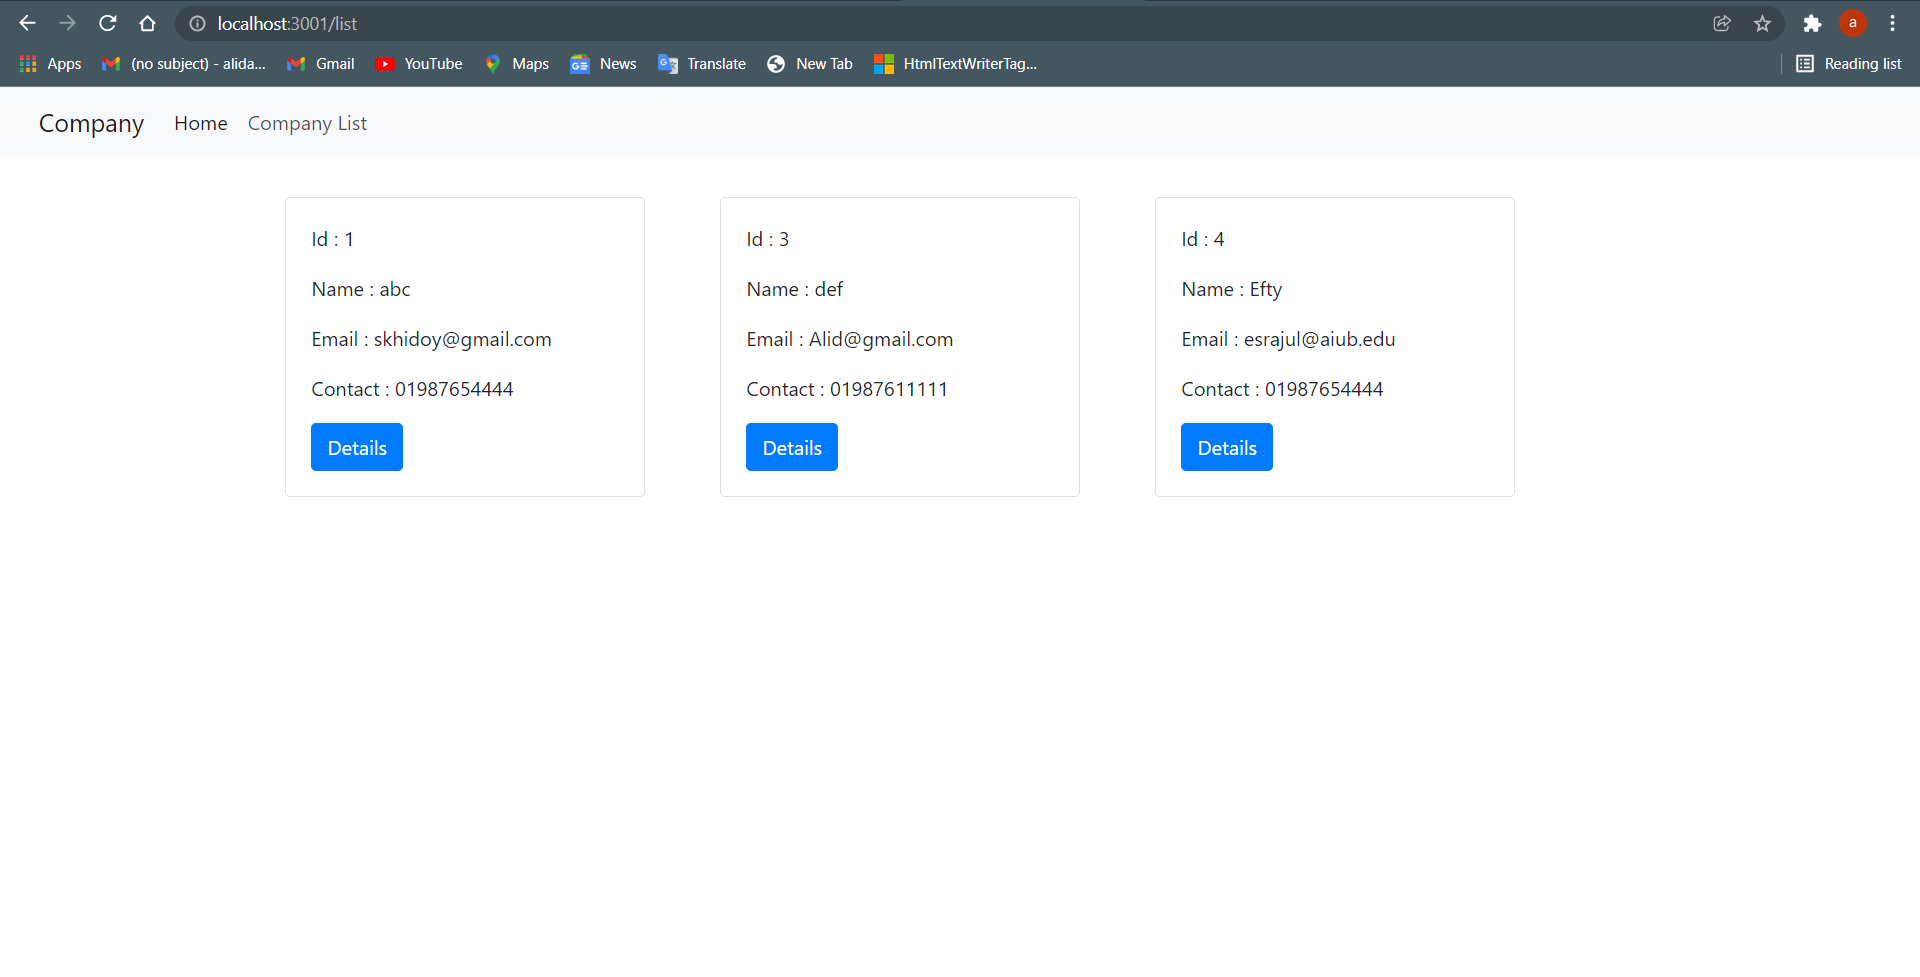 localhost:3001/list
a
Apps (no subject) - alida... Gmail YouTube Maps News Translate New Tab HtmlTextWriterTag... Reading list
Company Home Company List
Id : 1
Name : abc
Email : skhidoy@gmail.com
Contact : 01987654444
Details
Id : 3
Name : def
Email : Alid@gmail.com
Contact : 01987611111
Details
Id : 4
Name : Efty
Email : esrajul@aiub.edu
Contact : 01987654444
Details